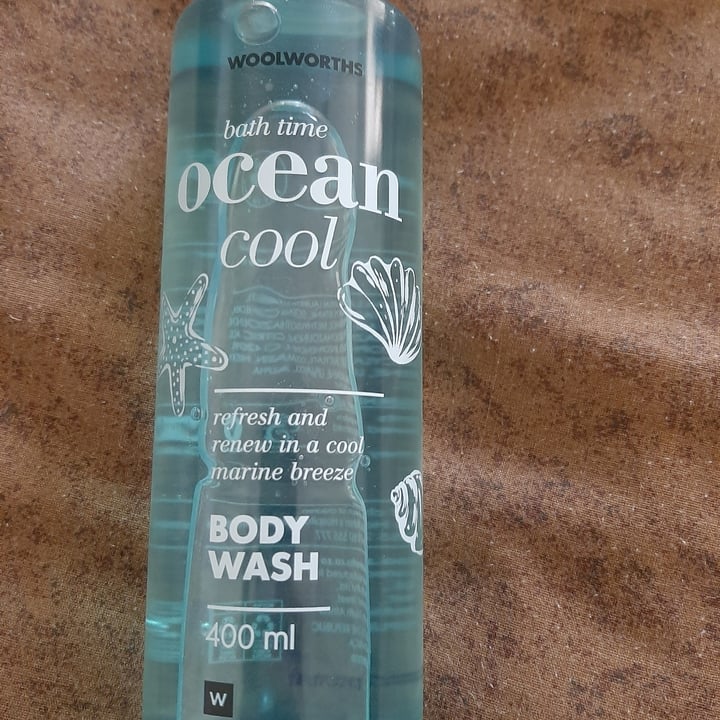 WOOLWORTHS
bath time
ocean
cool
refresh and
renew in a cool
marine breeze
BODY
WASH
400 ml
W